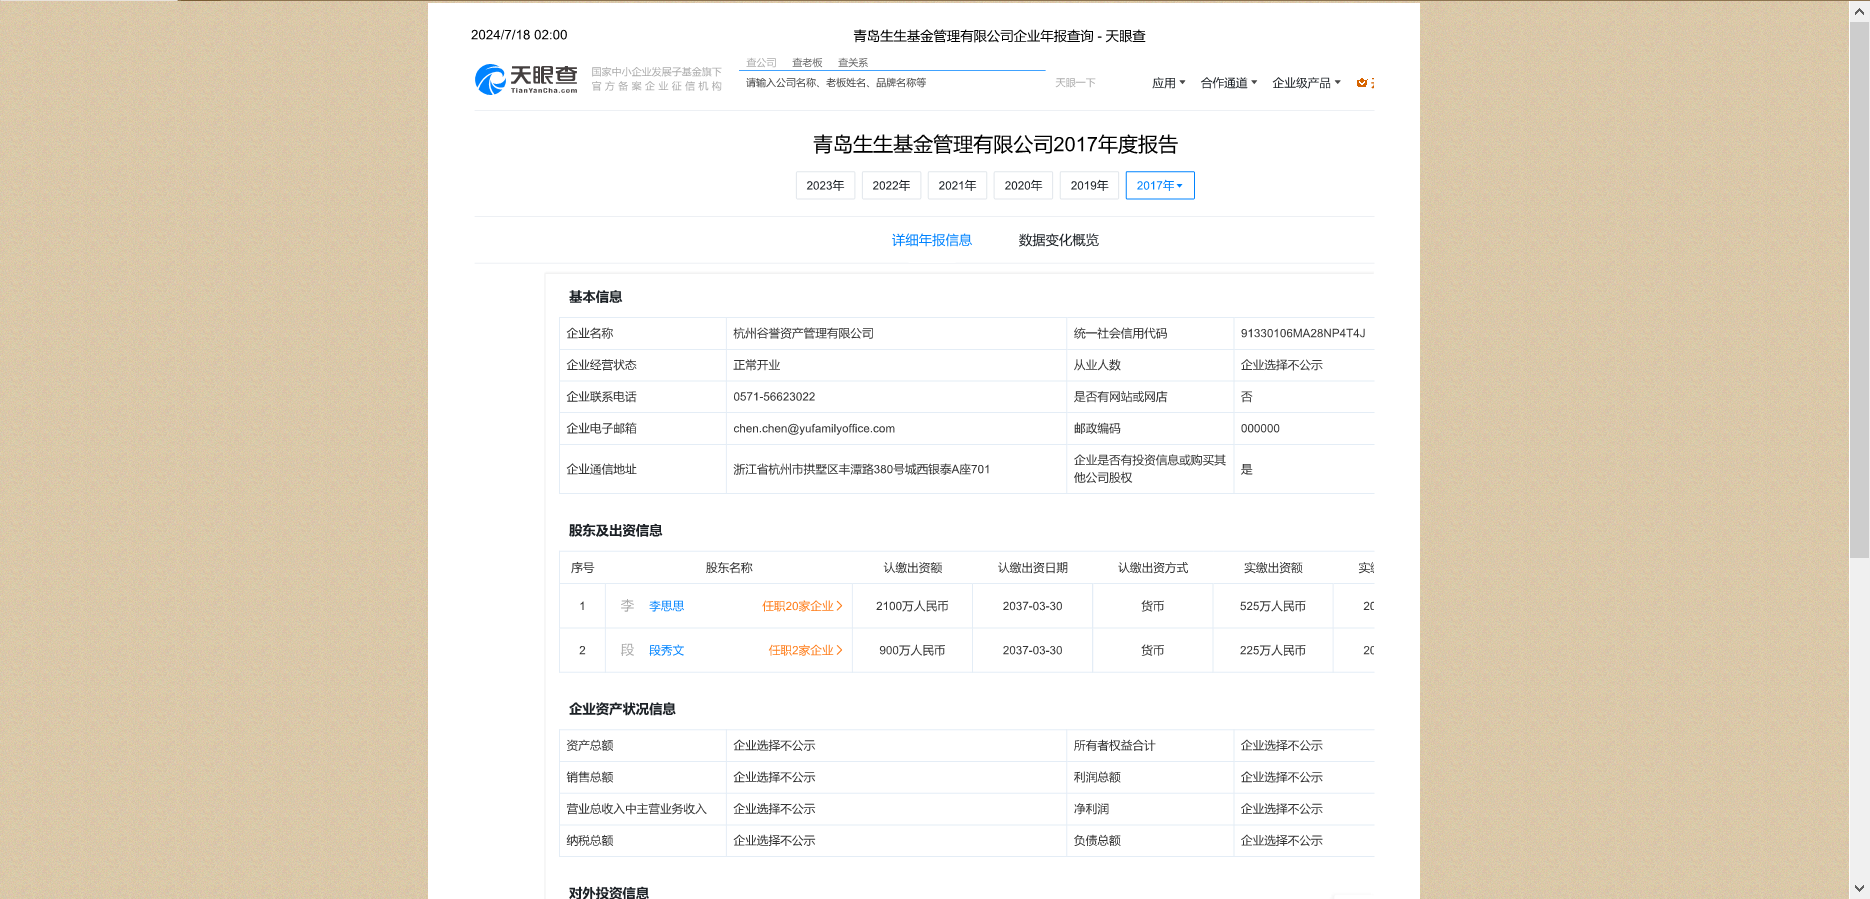 2024/7/18 02:00
青岛生生基金管理有限公司企业年报查询 - 天眼查
天眼查
TianYanCha.com
国家中小企业发展子基金旗下
官方备案企业征信机构
查公司 查老板 查关系
请输入公司名称、老板姓名、品牌名称等
天眼一下
应用 合作通道 企业级产品
青岛生生基金管理有限公司2017年度报告
2023年 2022年 2021年 2020年 2019年 2017年
详细年报信息 数据变化概览
基本信息
企业名称 杭州谷誉资产管理有限公司 统一社会信用代码 91330106MA28NP4T4J
企业经营状态 正常开业 从业人数 企业选择不公示
企业联系电话 0571-56623022 是否有网站或网店 否
企业电子邮箱 chen.chen@yufamilyoffice.com 邮政编码 000000
企业通信地址 浙江省杭州市拱墅区丰潭路380号城西银泰A座701 企业是否有投资信息或购买其
他公司股权 是
股东及出资信息
序号 股东名称 认缴出资额 认缴出资日期 认缴出资方式 实缴出资额 实
1 李 李思思 任职20家企业 2100万人民币 2037-03-30 货币 525万人民币 20
2 段 段秀文 任职2家企业 900万人民币 2037-03-30 货币 225万人民币 20
企业资产状况信息
资产总额 企业选择不公示 所有者权益合计 企业选择不公示
销售总额 企业选择不公示 利润总额 企业选择不公示
营业总收入中主营业务收入 企业选择不公示 净利润 企业选择不公示
纳税总额 企业选择不公示 负债总额 企业选择不公示
对外投资信息